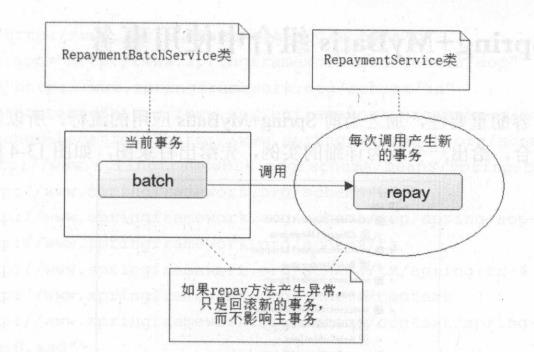 RepaymentBatchService类
RepaymentService类
当前事务
batch
调用
每次调用产生新
的事务
repay
如果repay方法产生异常，
只是回滚新的事务，
而不影响主事务